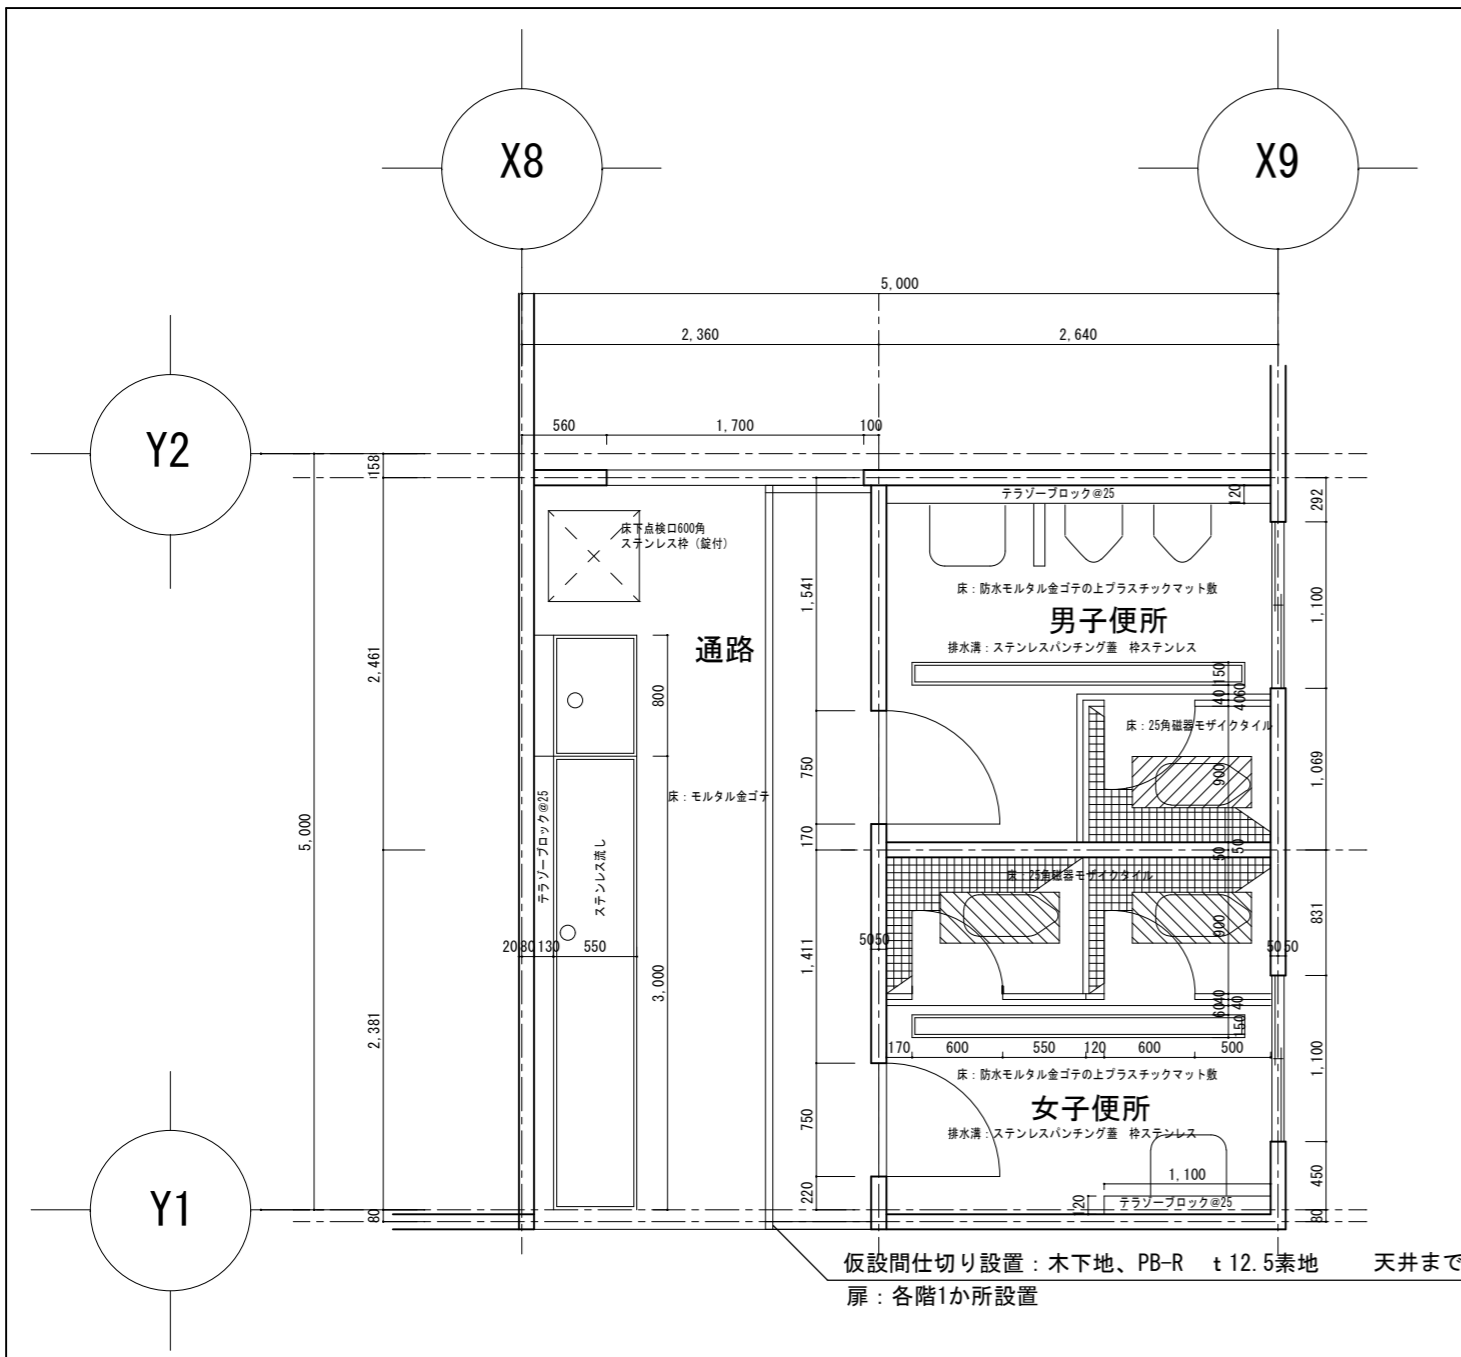 X8
X9
5,000
2,360
2,640
560
1,700
100
Y2
158
テラゾーブロック@25
120
292
床下点検口600角
ステンレス枠（錠付）
1,541
床：防水モルタル金ゴテの上プラスチックマット敷
1,100
男子便所
通路
排水溝：ステンレスパンチング蓋　枠ステンレス
2,461
800
150
40
4060
床：25角磁器モザイクタイル
750
900
1,069
床：モルタル金ゴテ
テラゾーブロック@25
ステンレス流し
5,000
170
50
50
床：25角磁器モザイクタイル
900
831
20
80
130
550
1,411
5050
5050
3,000
6040
40
150
2,381
170
600
550
120
600
500
1,100
床：防水モルタル金ゴテの上プラスチックマット敷
750
女子便所
排水溝：ステンレスパンチング蓋　枠ステンレス
1,100
450
Y1
220
120
テラゾーブロック@25
80
80
仮設間仕切り設置：木下地、PB-R　t12.5素地　　天井まで
扉：各階1か所設置